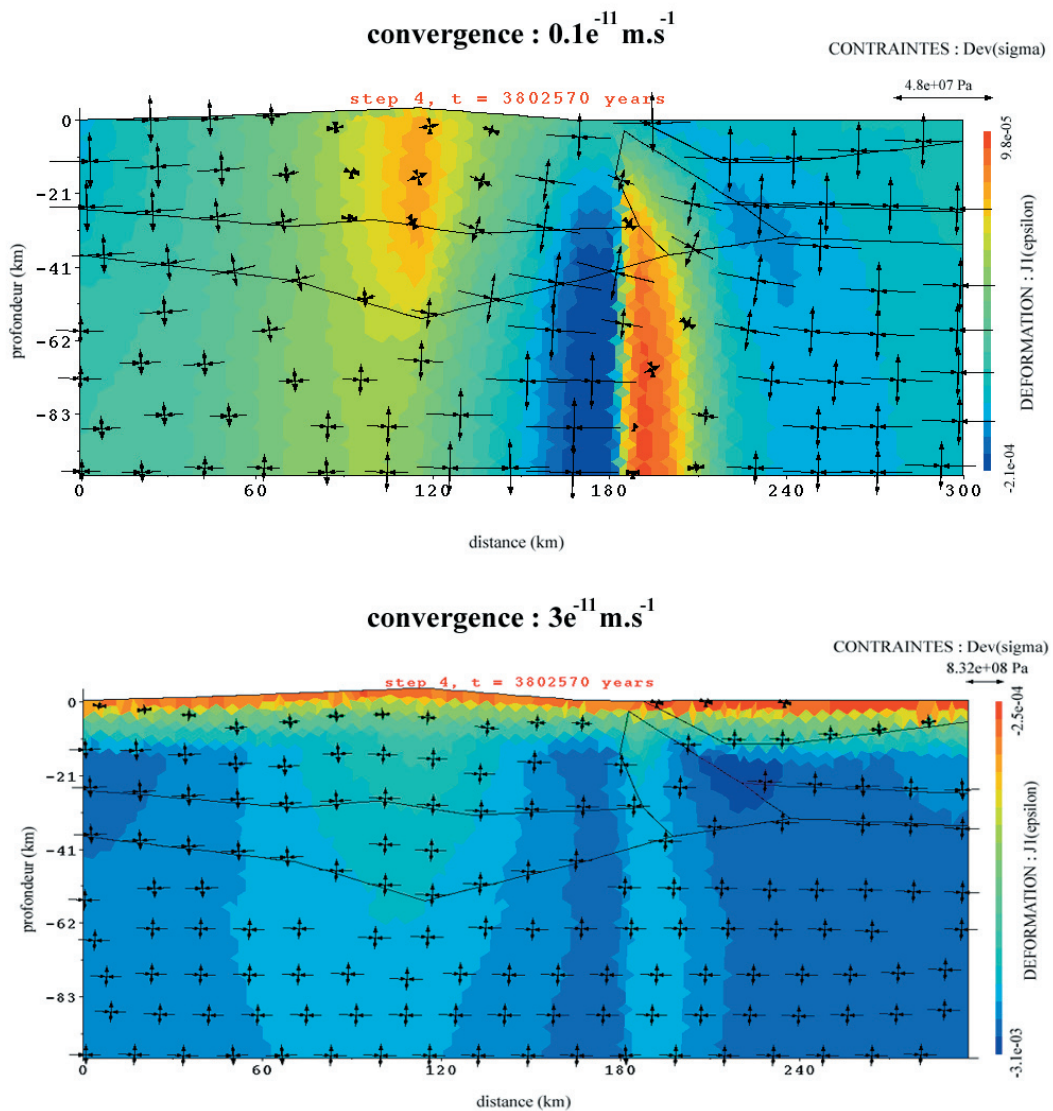 convergence : 0.1e⁻¹¹ m.s⁻¹
CONTRAINTES : Dev(sigma)
4.8e+07 Pa
step 4, t = 3802570 years
0
-21
-41
-62
-83
profondeur (km)
0 60 120 180 240 300
distance (km)
9.8e-05
-2.1e-04
DEFORMATION : J1(epsilon)
convergence : 3e⁻¹¹ m.s⁻¹
CONTRAINTES : Dev(sigma)
8.32e+08 Pa
step 4, t = 3802570 years
0
-21
-41
-62
-83
profondeur (km)
0 60 120 180 240
distance (km)
-2.5e-04
-3.1e-03
DEFORMATION : J1(epsilon)